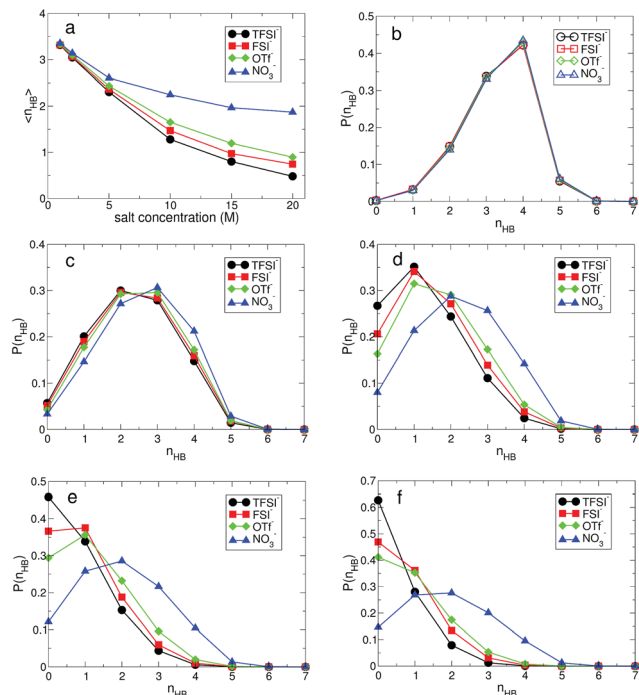 a
<n_HB>
4
3.2
2.4
1.6
0.8
0
0 5 10 15 20
salt concentration (M)
TFSI⁻
FSI⁻
OTf⁻
NO₃⁻
b
P(n_HB)
0.5
0.4
0.3
0.2
0.1
0
0 1 2 3 4 5 6 7
n_HB
TFSI⁻
FSI⁻
OTf⁻
NO₃⁻
c
P(n_HB)
0.4
0.3
0.2
0.1
0
0 1 2 3 4 5 6 7
n_HB
TFSI⁻
FSI⁻
OTf⁻
NO₃⁻
d
P(n_HB)
0.4
0.3
0.2
0.1
0
0 1 2 3 4 5 6 7
n_HB
TFSI⁻
FSI⁻
OTf⁻
NO₃⁻
e
P(n_HB)
0.5
0.4
0.3
0.2
0.1
0
0 1 2 3 4 5 6 7
n_HB
TFSI⁻
FSI⁻
OTf⁻
NO₃⁻
f
P(n_HB)
0.7
0.6
0.5
0.4
0.3
0.2
0.1
0
0 1 2 3 4 5 6 7
n_HB
TFSI⁻
FSI⁻
OTf⁻
NO₃⁻